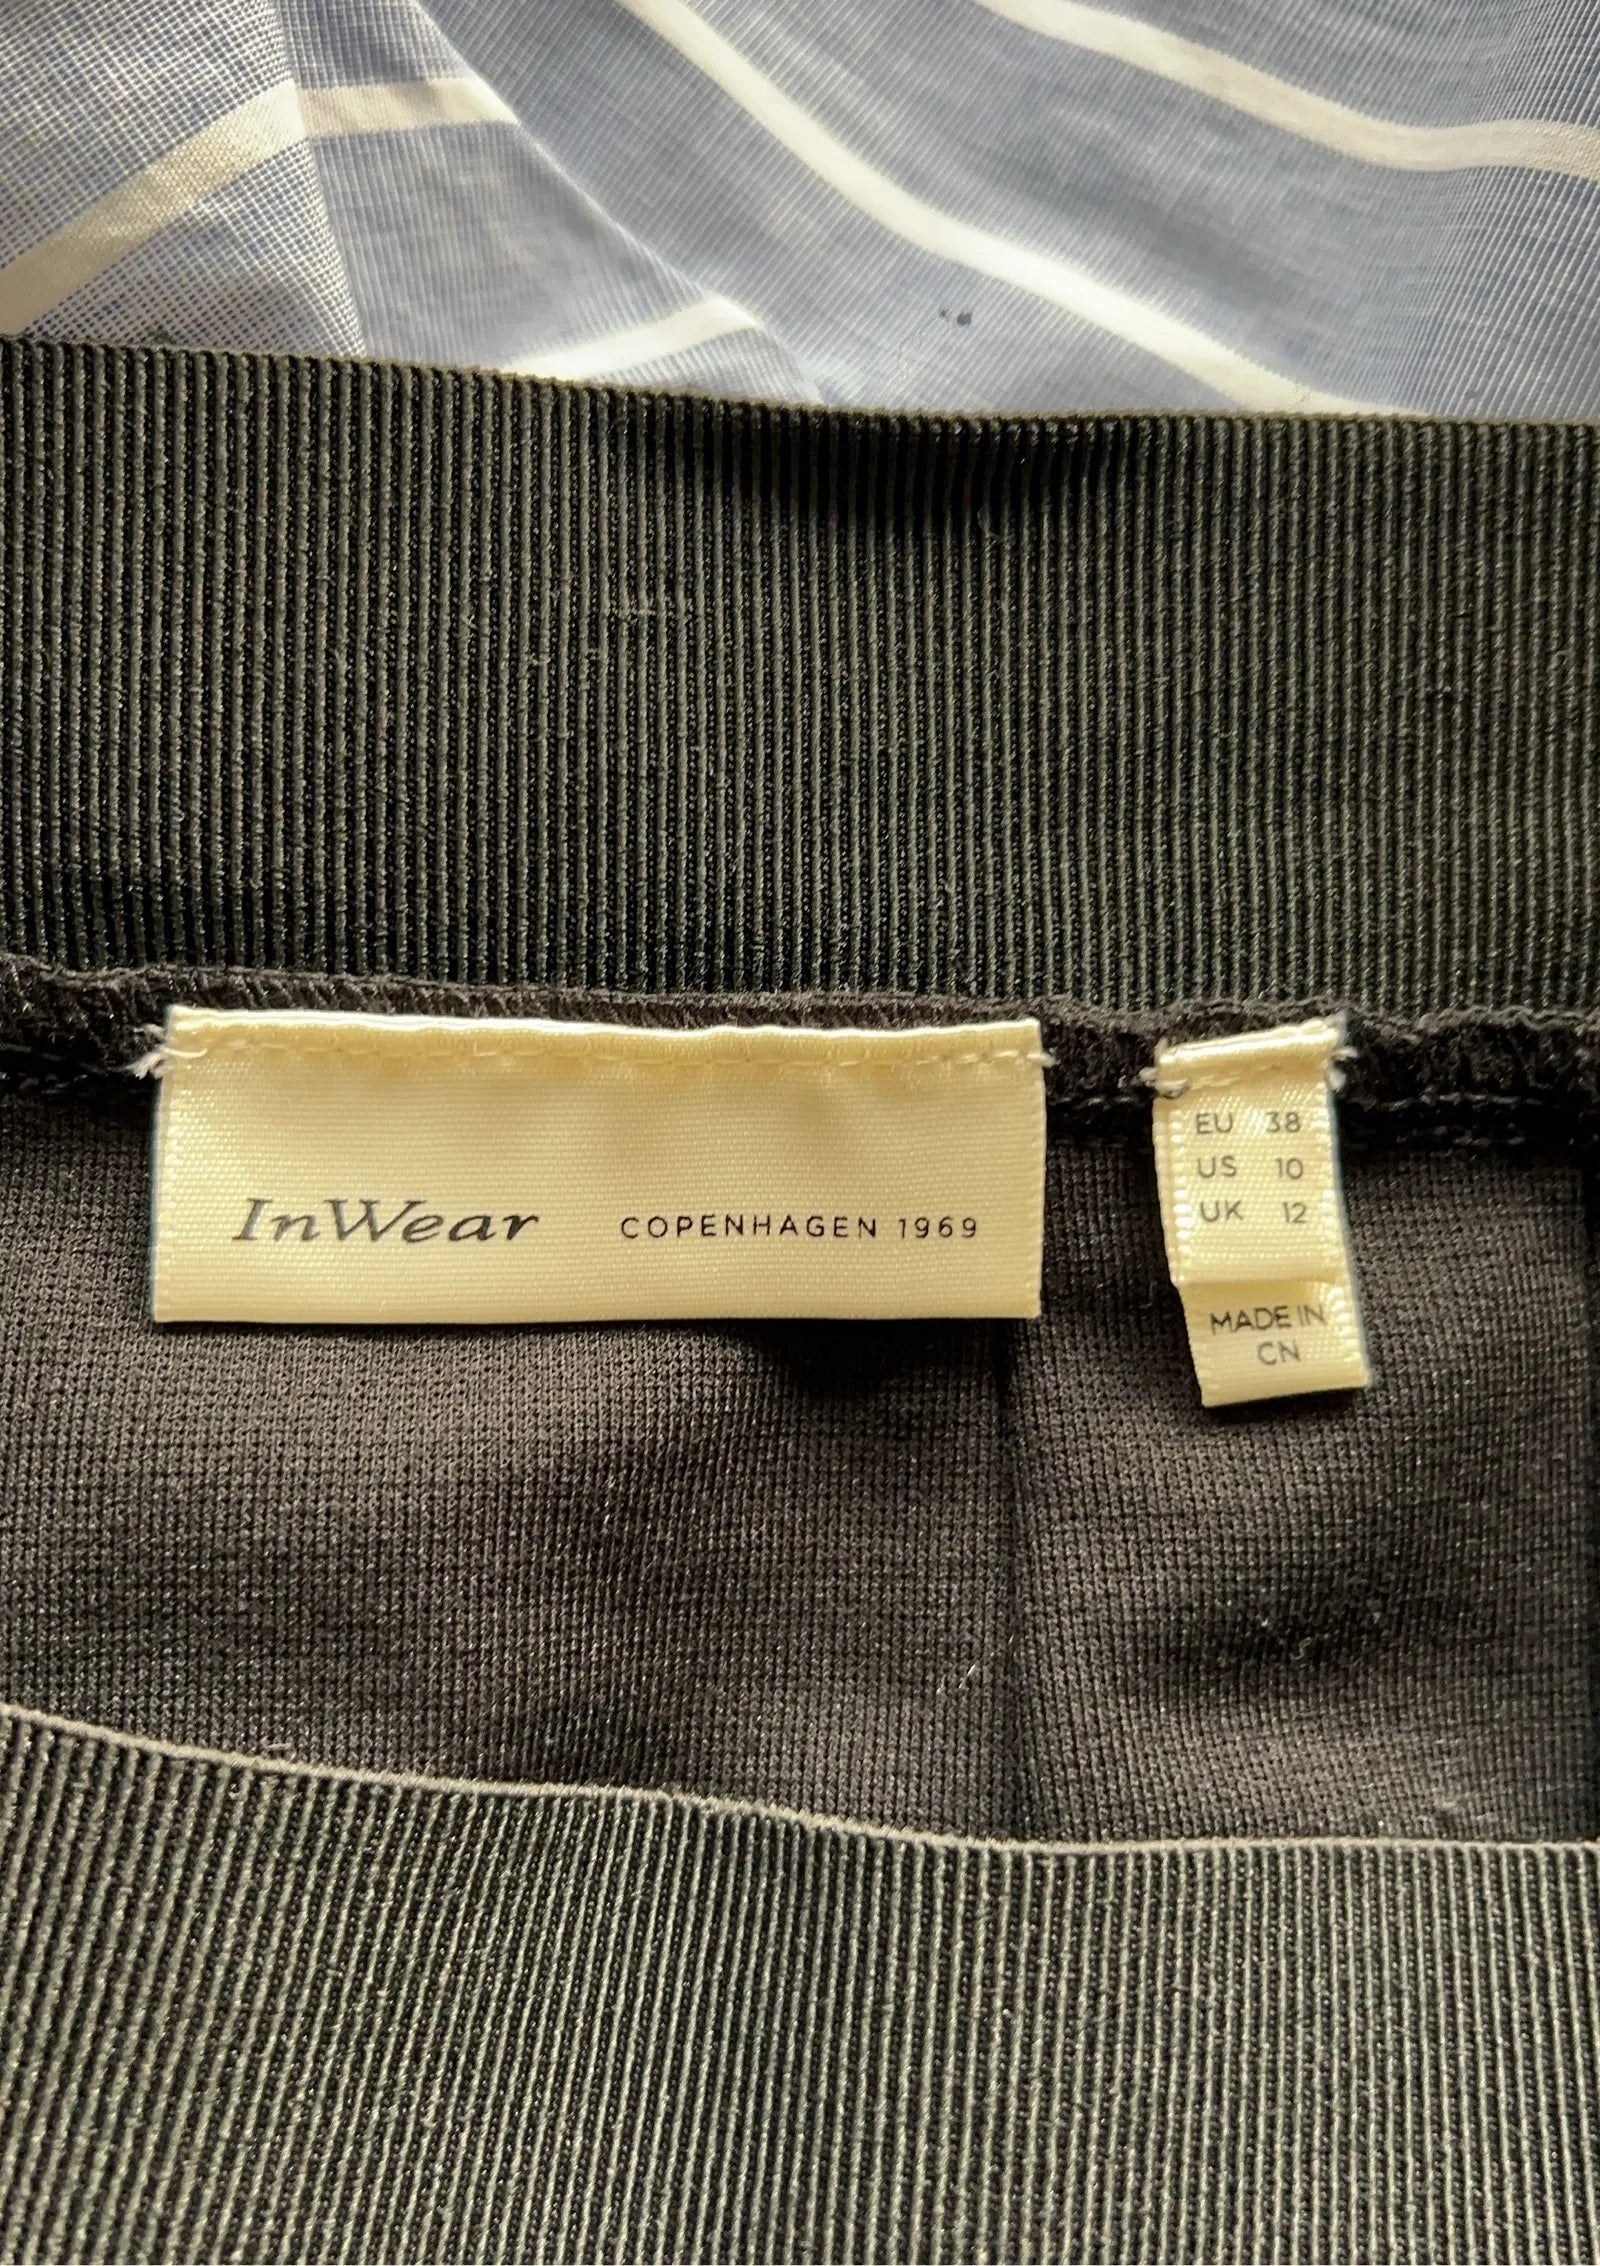 InWear COPENHAGEN 1969
EU 38
US 10
UK 12
MADE IN
CN